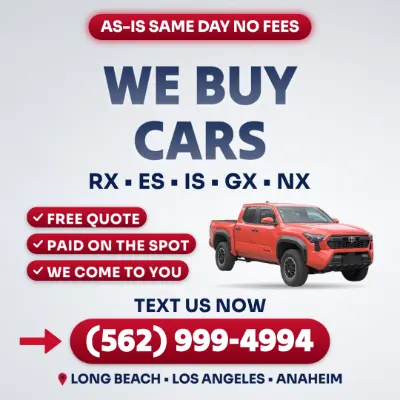 AS-IS SAME DAY NO FEES
WE BUY
CARS
RX ▪ ES ▪ IS ▪ GX ▪ NX
FREE QUOTE
PAID ON THE SPOT
WE COME TO YOU
TEXT US NOW
(562) 999-4994
LONG BEACH ▪ LOS ANGELES ▪ ANAHEIM